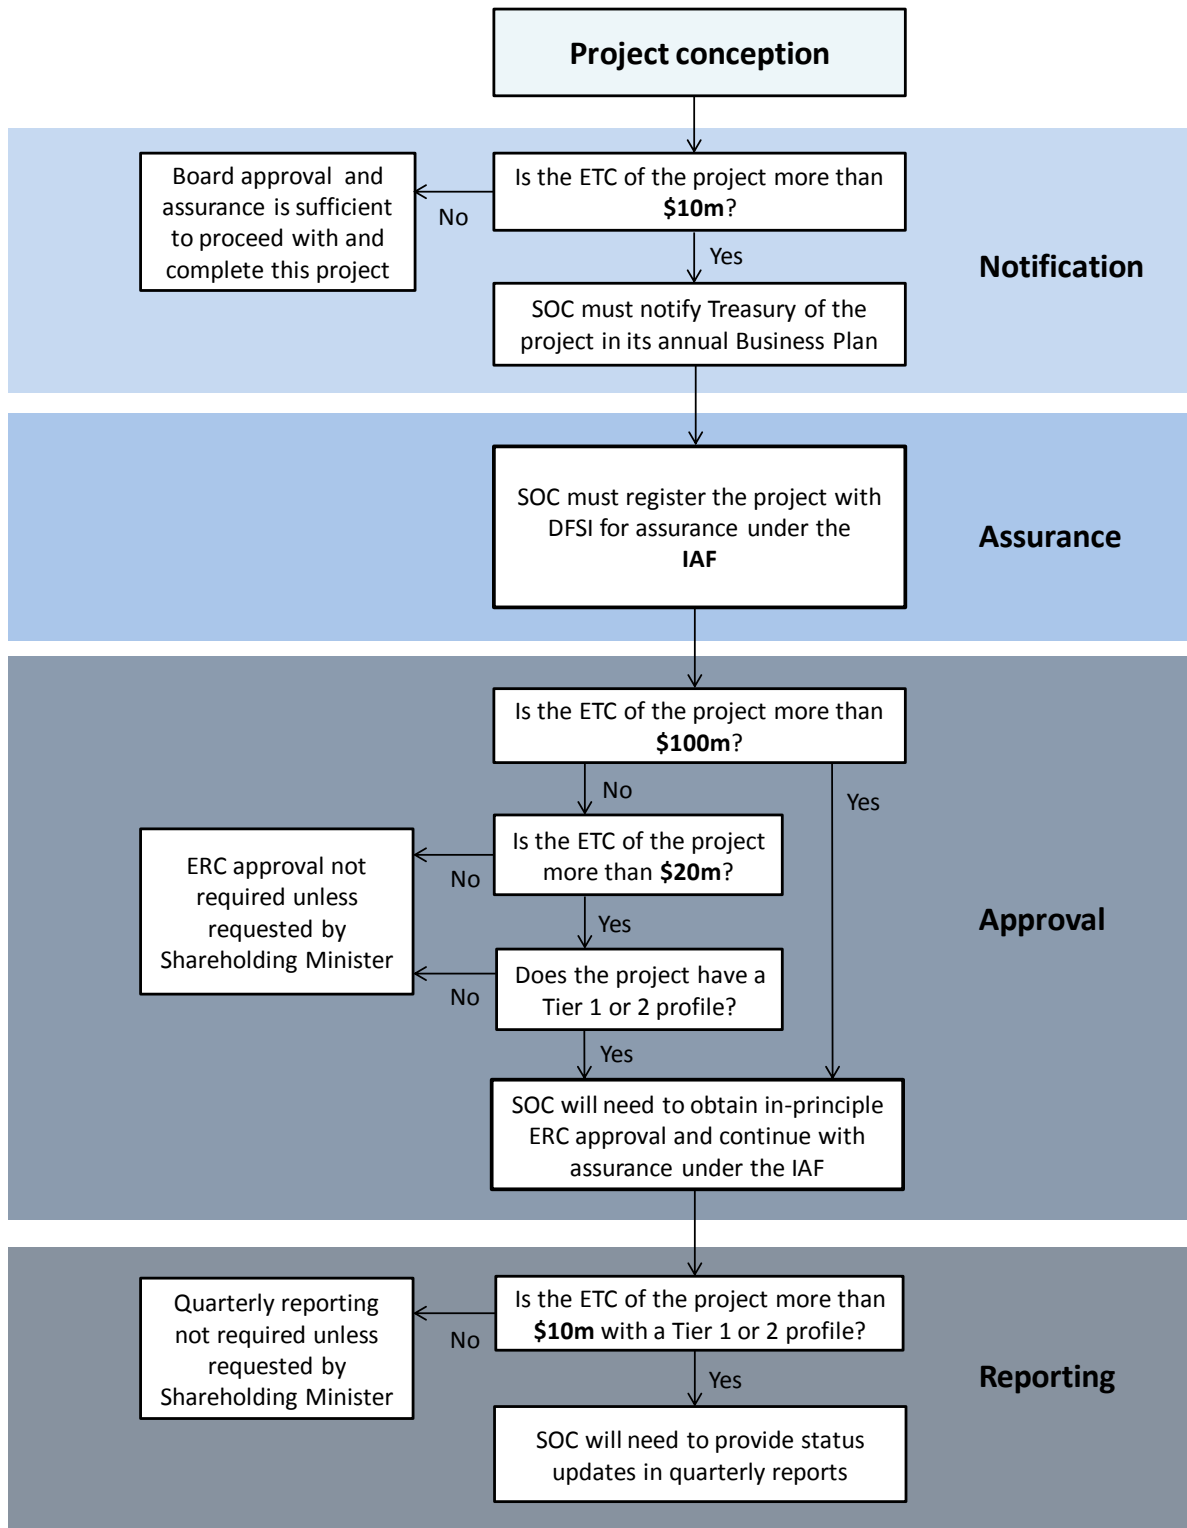 Project conception
Board approval and
assurance is sufficient
to proceed with and
complete this project
No
Is the ETC of the project more than
$10m?
Yes
SOC must notify Treasury of the
project in its annual Business Plan
Notification
SOC must register the project with
DFSI for assurance under the
IAF
Assurance
Is the ETC of the project more than
$100m?
No
Yes
Is the ETC of the project
more than $20m?
No
ERC approval not
required unless
requested by
Shareholding Minister
Yes
Does the project have a
Tier 1 or 2 profile?
No
Yes
SOC will need to obtain in-principle
ERC approval and continue with
assurance under the IAF
Approval
Is the ETC of the project more than
$10m with a Tier 1 or 2 profile?
No
Quarterly reporting
not required unless
requested by
Shareholding Minister
Yes
SOC will need to provide status
updates in quarterly reports
Reporting